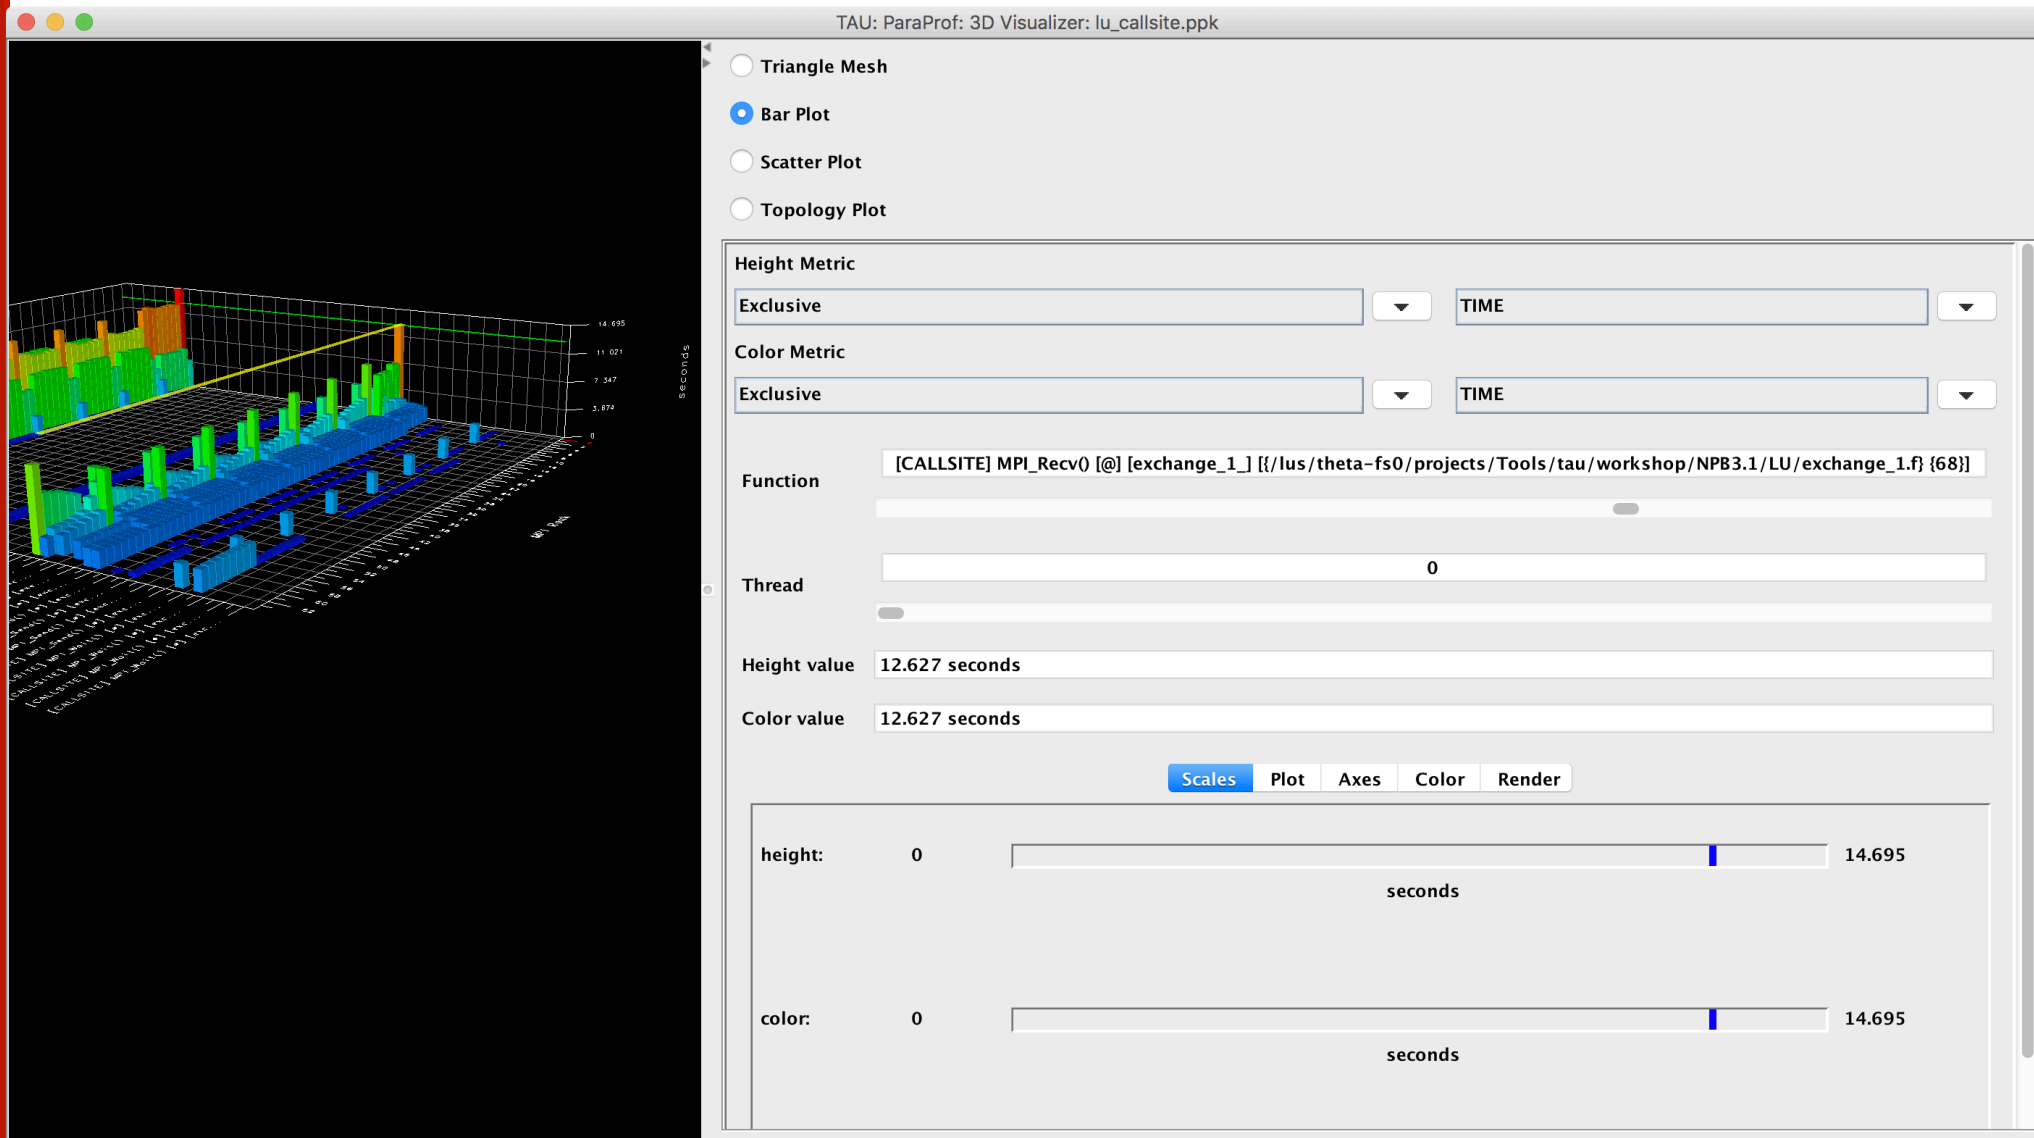 TAU: ParaProf: 3D Visualizer: lu_callsite.ppk
Triangle Mesh
Bar Plot
Scatter Plot
Topology Plot
Height Metric
Exclusive
TIME
Color Metric
Exclusive
TIME
Function
[CALLSITE] MPI_Recv() [@] [exchange_1_] [{/lus/theta-fs0/projects/Tools/tau/workshop/NPB3.1/LU/exchange_1.f} {68}]
Thread
0
Height value
12.627 seconds
Color value
12.627 seconds
Scales
Plot
Axes
Color
Render
height:
0
14.695
seconds
color:
0
14.695
seconds
14.695
11.021
7.347
3.674
0
seconds
MPI Rank